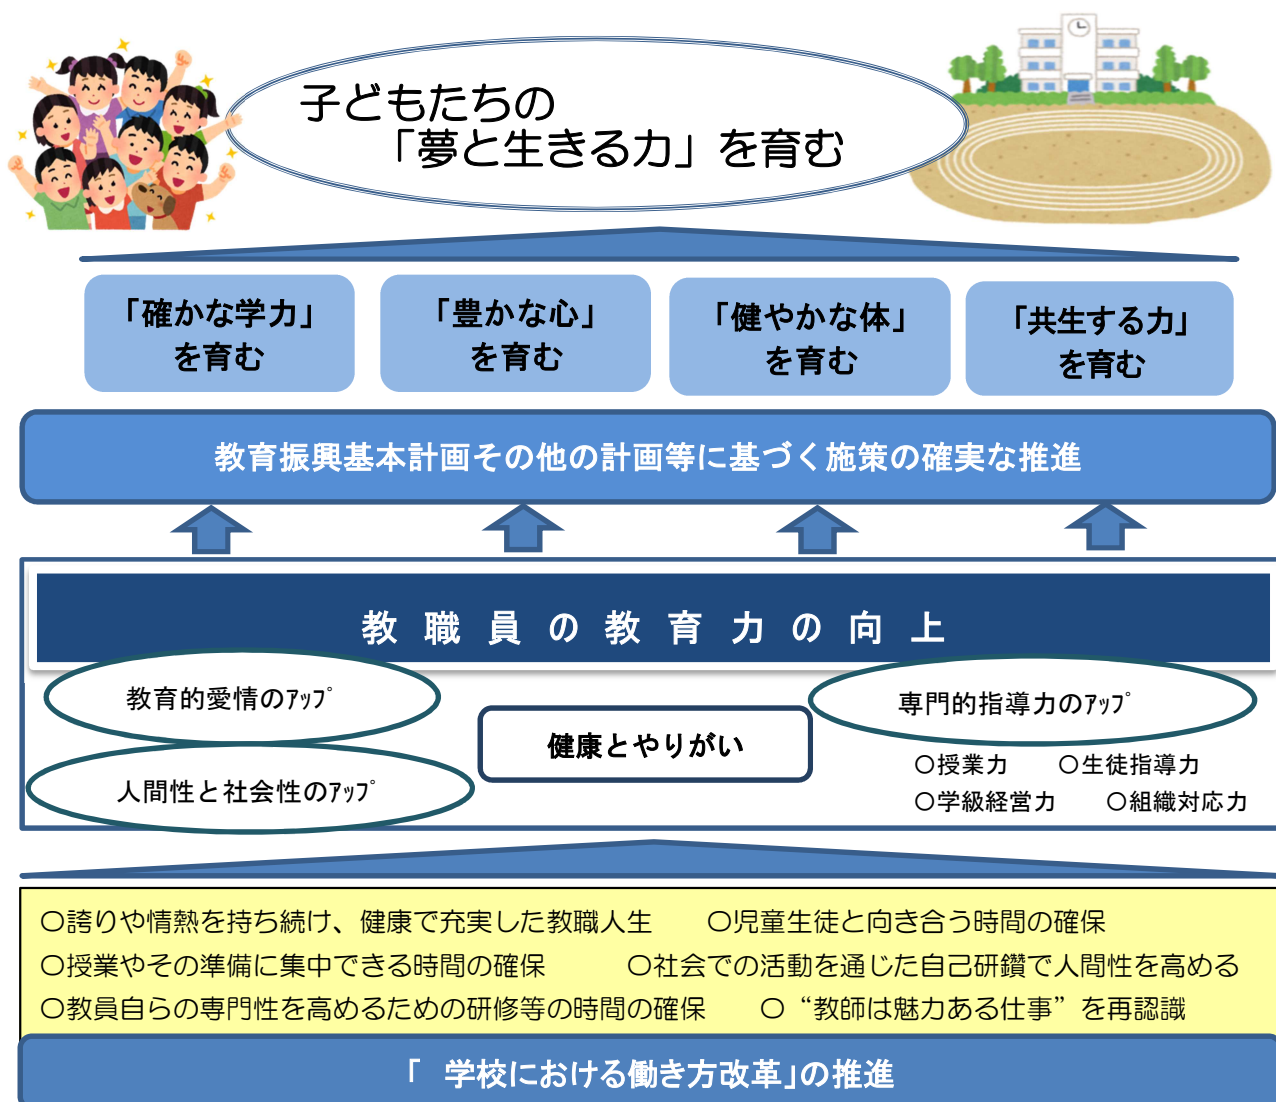 子どもたちの
「夢と生きる力」を育む
「確かな学力」
を育む
「豊かな心」
を育む
「健やかな体」
を育む
「共生する力」
を育む
教育振興基本計画その他の計画等に基づく施策の確実な推進
教職員の教育力の向上
教育的愛情のｱｯﾌﾟ
人間性と社会性のｱｯﾌﾟ
健康とやりがい
専門的指導力のｱｯﾌﾟ
○授業力　○生徒指導力
○学級経営力　○組織対応力
○誇りや情熱を持ち続け、健康で充実した教職人生　○児童生徒と向き合う時間の確保
○授業やその準備に集中できる時間の確保　○社会での活動を通じた自己研鑽で人間性を高める
○教員自らの専門性を高めるための研修等の時間の確保　○“教師は魅力ある仕事”を再認識
「 学校における働き方改革」の推進